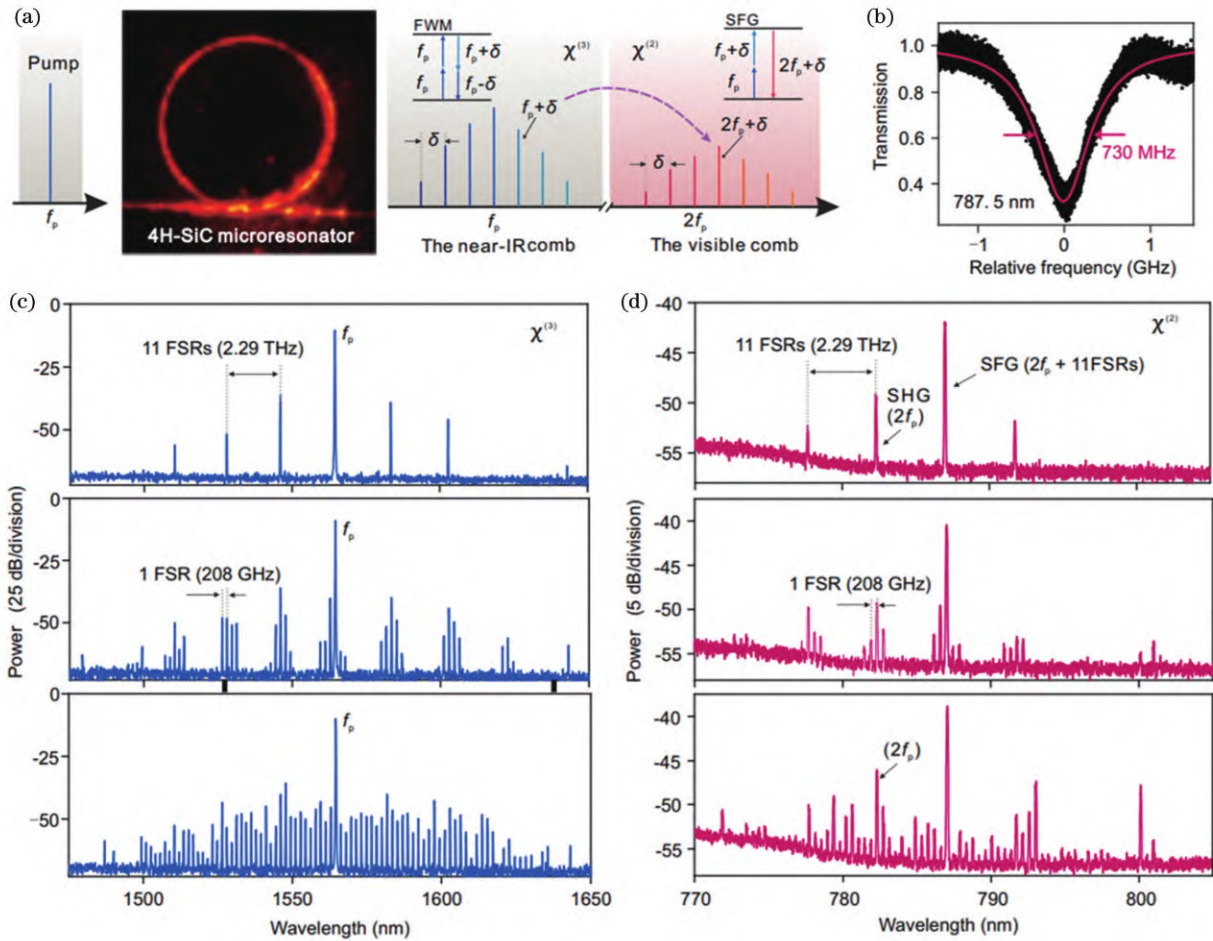 (a)
Pump
f_p
4H-SiC microresonator
FWM
f_p f_p+δ
f_p f_p-δ
χ^(3)
f_p+δ
δ
f_p
The near-IR comb
χ^(2)
SFG
f_p+δ
2f_p+δ
f_p
2f_p+δ
δ
2f_p
The visible comb
(b)
Transmission
1.0
0.8
0.6
0.4
730 MHz
787. 5 nm
−1 0 1
Relative frequency (GHz)
(c)
Power (25 dB/division)
0
-25
-50
11 FSRs (2.29 THz)
f_p
χ^(3)
0
-25
-50
1 FSR (208 GHz)
f_p
0
-25
-50
f_p
1500 1550 1600 1650
Wavelength (nm)
(d)
Power (5 dB/division)
-40
-45
-50
-55
11 FSRs (2.29 THz)
χ^(2)
SFG (2f_p + 11FSRs)
SHG
(2f_p)
-40
-45
-50
-55
1 FSR (208 GHz)
-40
-45
-50
-55
(2f_p)
770 780 790 800
Wavelength (nm)